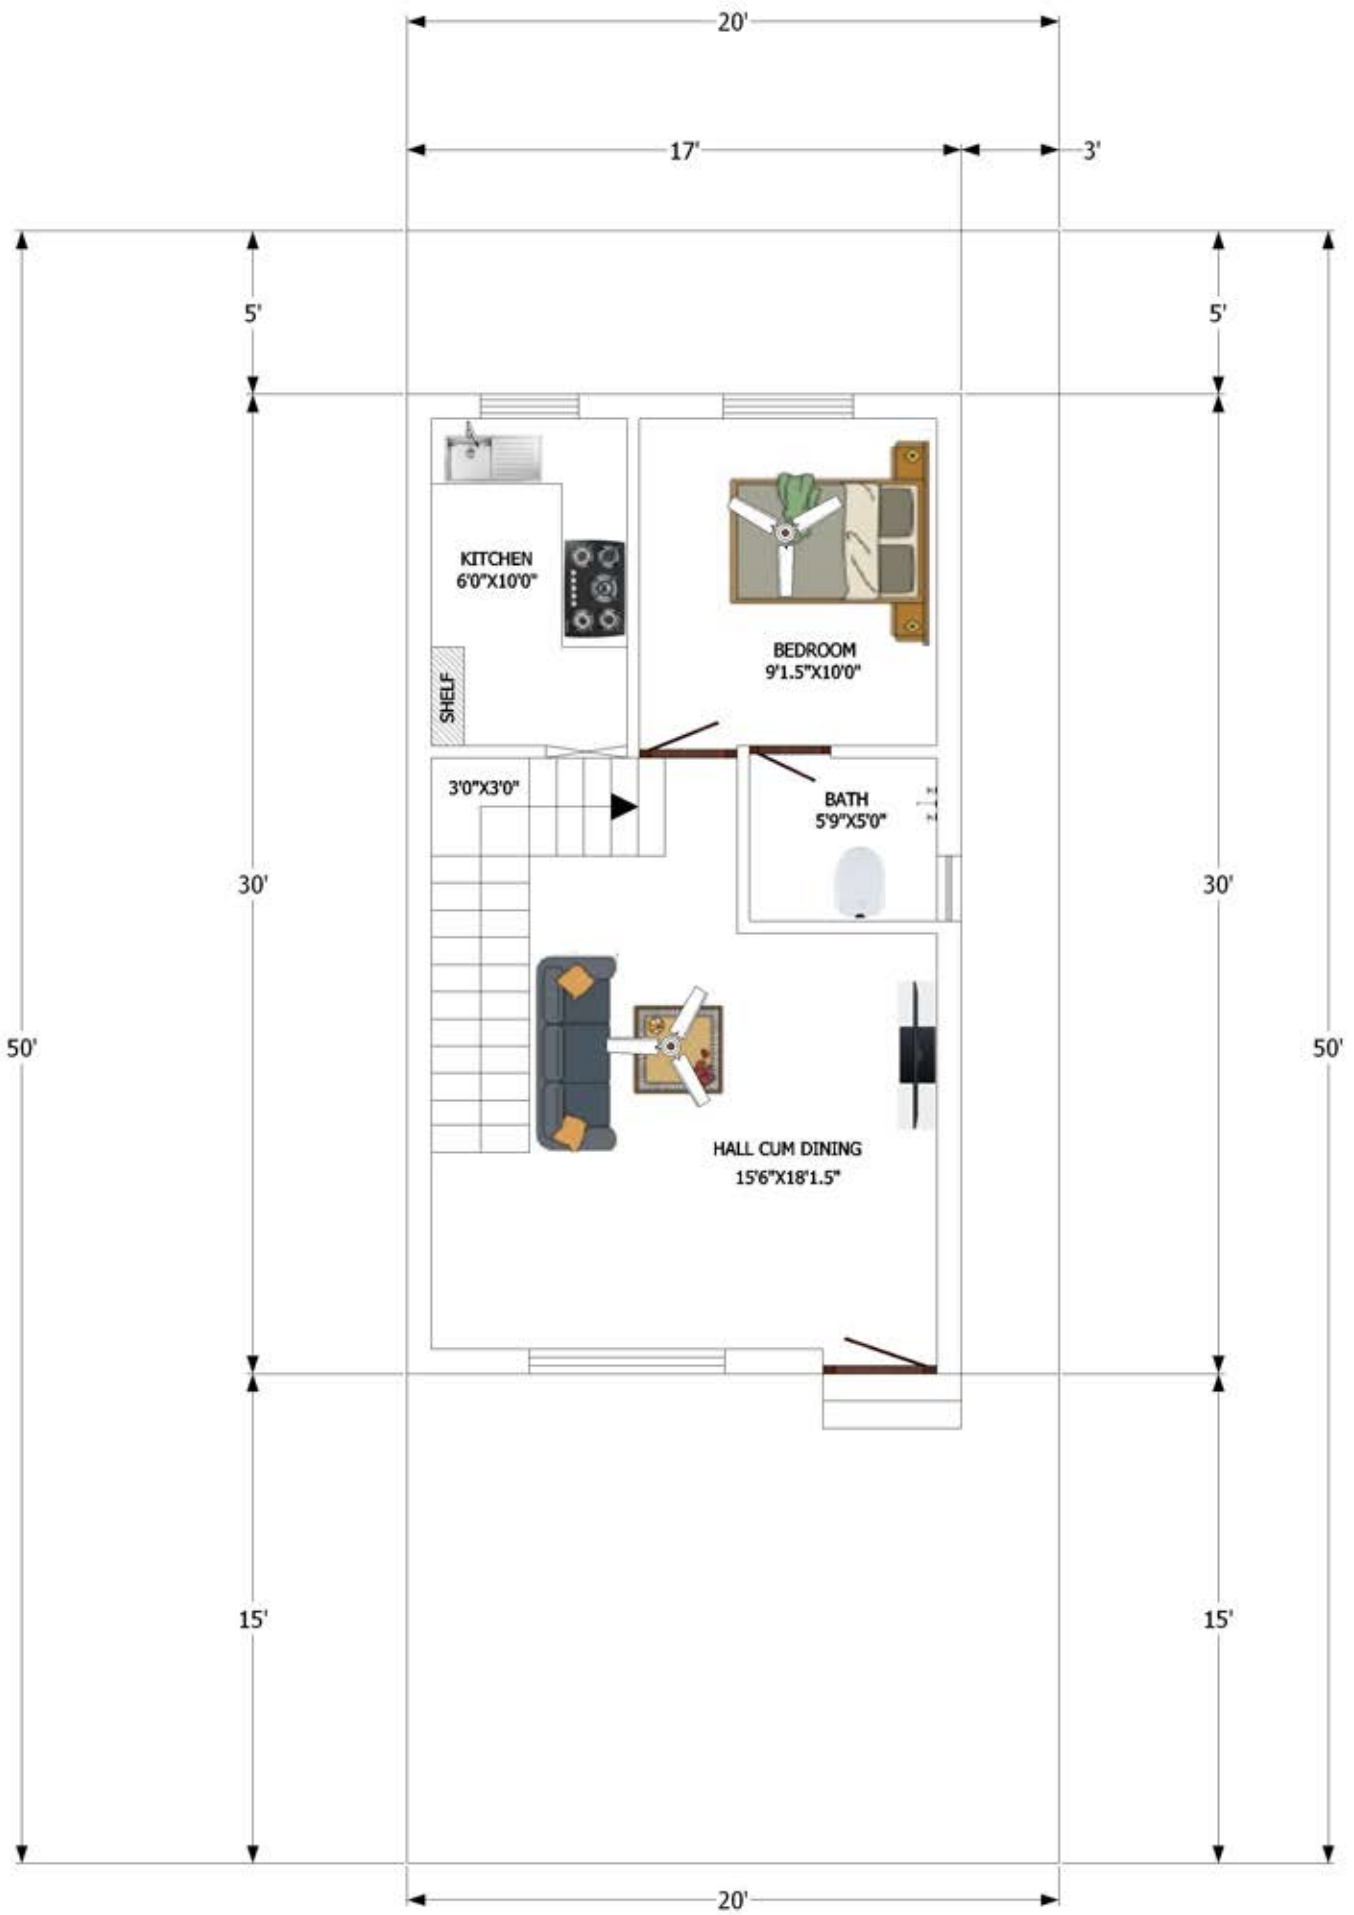 20'
17'
3'
5'
5'
KITCHEN
6'0"X10'0"
BEDROOM
9'1.5"X10'0"
SHELF
3'0"X3'0"
BATH
5'9"X5'0"
30'
30'
50'
50'
HALL CUM DINING
15'6"X18'1.5"
15'
15'
20'